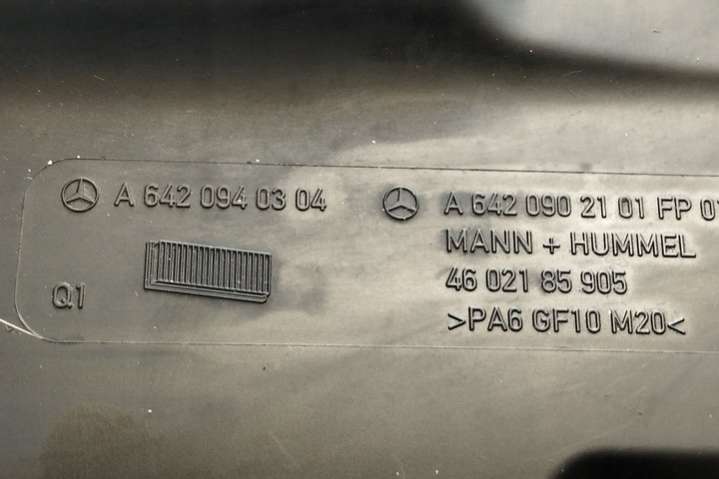 A 642 094 03 04
Q1
A 642 090 21 01 FP
MANN + HUMMEL
46 021 85 905
>PA6 GF10 M20<